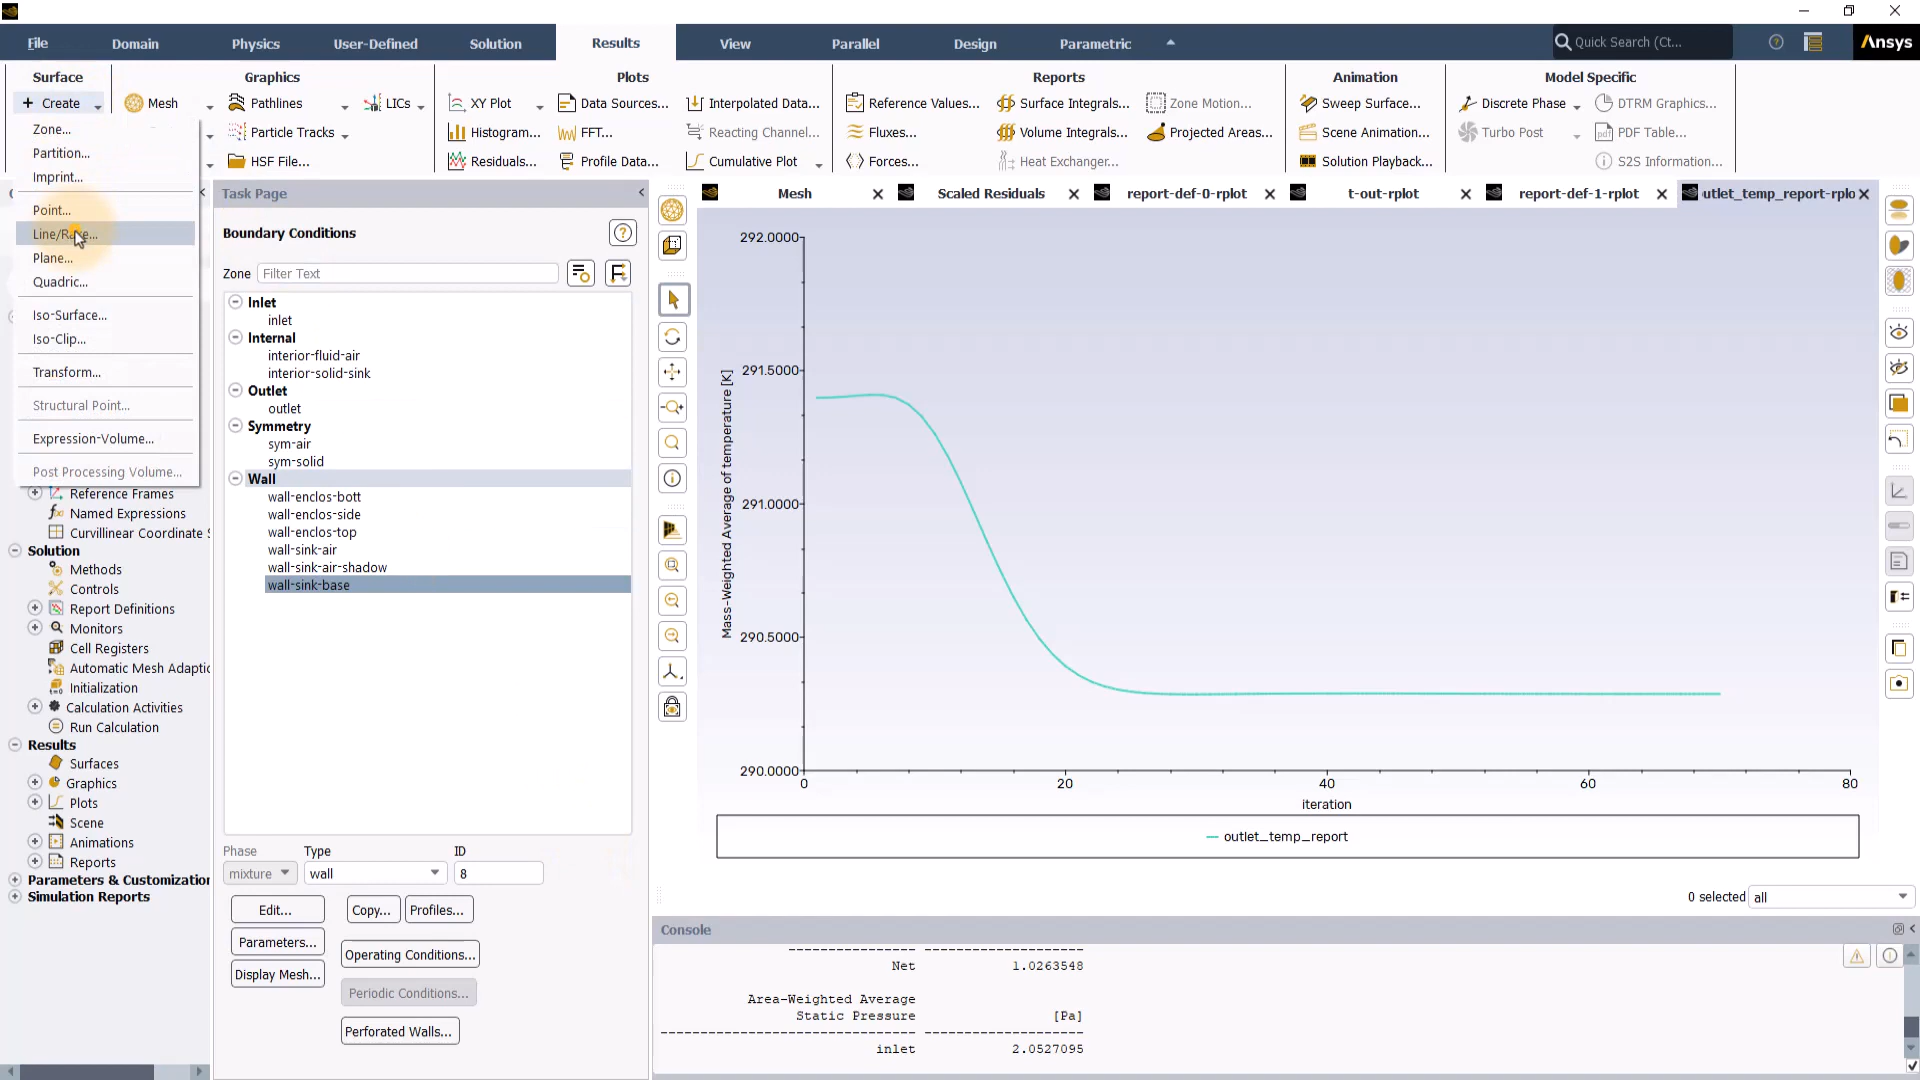 File
Domain
Physics
User-Defined
Solution
Results
View
Parallel
Design
Parametric
Quick Search (Ct...
Ansys
Surface
Graphics
Plots
Reports
Animation
Model Specific
+ Create
Mesh
Pathlines
LICs
XY Plot
Data Sources...
Interpolated Data...
Reference Values...
Surface Integrals...
Zone Motion...
Sweep Surface...
Discrete Phase
DTRM Graphics...
Particle Tracks
Histogram...
FFT...
Reacting Channel...
Fluxes...
Volume Integrals...
Projected Areas...
Scene Animation...
Turbo Post
PDF Table...
HSF File...
Residuals...
Profile Data...
Cumulative Plot
Forces...
Heat Exchanger...
Solution Playback...
S2S Information...
Zone...
Partition...
Imprint...
Point...
Plane...
Quadric...
Iso-Surface...
Iso-Clip...
Transform...
Structural Point...
Expression-Volume...
Post Processing Volume...
Reference Frames
Named Expressions
Curvilinear Coordinate S
Solution
Methods
Controls
Report Definitions
Monitors
Cell Registers
Automatic Mesh Adaptio
Initialization
Calculation Activities
Run Calculation
Results
Surfaces
Graphics
Plots
Scene
Animations
Reports
Parameters & Customization
Simulation Reports
Task Page
Boundary Conditions
Zone
Filter Text
Inlet
inlet
Internal
interior-fluid-air
interior-solid-sink
Outlet
outlet
Symmetry
sym-air
sym-solid
Wall
wall-enclos-bott
wall-enclos-side
wall-enclos-top
wall-sink-air
wall-sink-air-shadow
wall-sink-base
Phase
Type
ID
mixture
wall
8
Edit...
Copy...
Profiles...
Parameters...
Operating Conditions...
Display Mesh...
Periodic Conditions...
Perforated Walls...
Mesh
Scaled Residuals
report-def-0-rplot
t-out-rplot
report-def-1-rplot
utlet_temp_report-rplo
Mass-Weighted Average of temperature [K]
292.0000
291.5000
291.0000
290.5000
290.0000
0
20
40
60
80
iteration
outlet_temp_report
0 selected
all
Console
Net 1.0263548
Area-Weighted Average
Static Pressure [Pa]
inlet 2.0527095